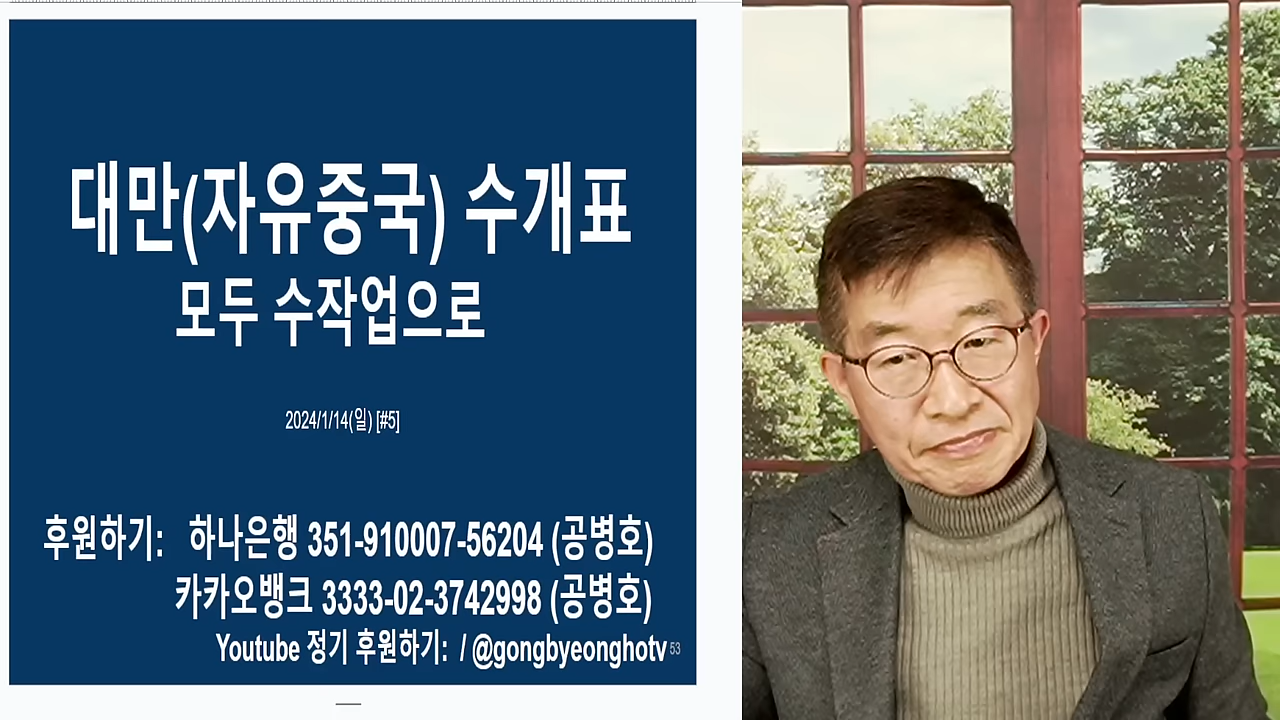 대만(자유중국) 수개표
모두 수작업으로
2024/1/14(일) [#5]
후원하기: 하나은행 351-910007-56204 (공병호)
카카오뱅크 3333-02-3742998 (공병호)
Youtube 정기 후원하기: / @gongbyeonghotv
53